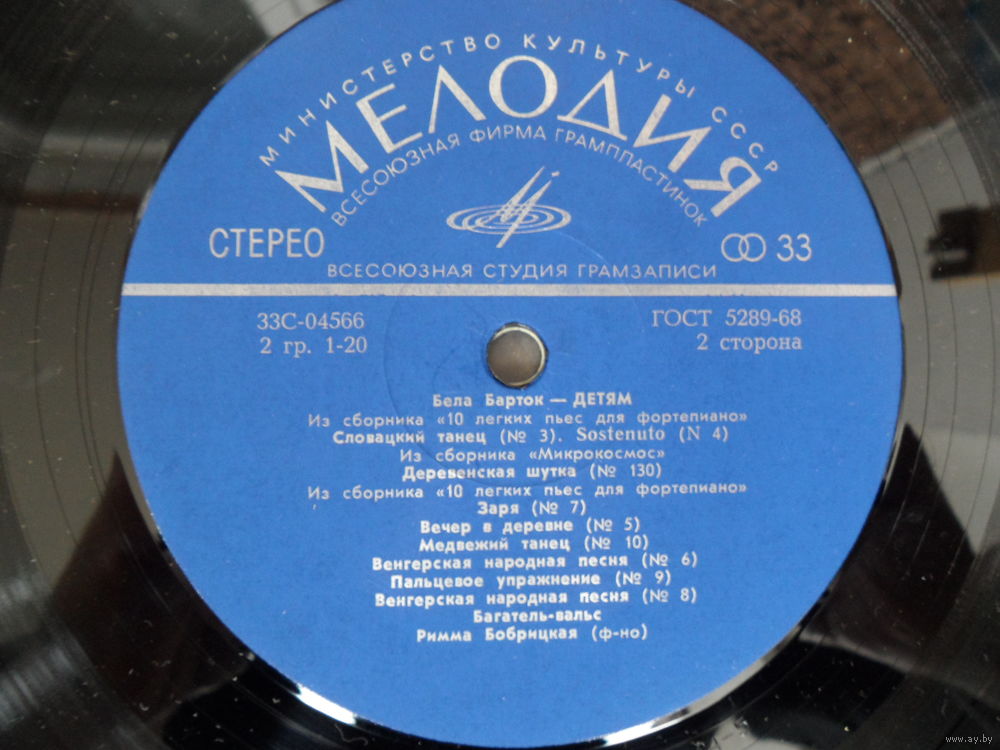 МИНИСТЕРСТВО КУЛЬТУРЫ СССР
МЕЛОДИЯ
ВСЕСОЮЗНАЯ ФИРМА ГРАМПЛАСТИНОК
СТЕРЕО
33
ВСЕСОЮЗНАЯ СТУДИЯ ГРАМЗАПИСИ
33С-04566
ГОСТ 5289-68
2 гр. 1-20
2 сторона
Бела Барток — ДЕТЯМ
Из сборника «10 легких пьес для фортепиано»
Словацкий танец (№ 3). Sostenuto (N 4)
Из сборника «Микрокосмос»
Деревенская шутка (№ 130)
Из сборника «10 легких пьес для фортепиано»
Заря (№ 7)
Вечер в деревне (№ 5)
Медвежий танец (№ 10)
Венгерская народная песня (№ 6)
Пальцевое упражнение (№ 9)
Венгерская народная песня (№ 8)
Багатель-вальс
Римма Бобрицкая (ф-но)
www.ay.by